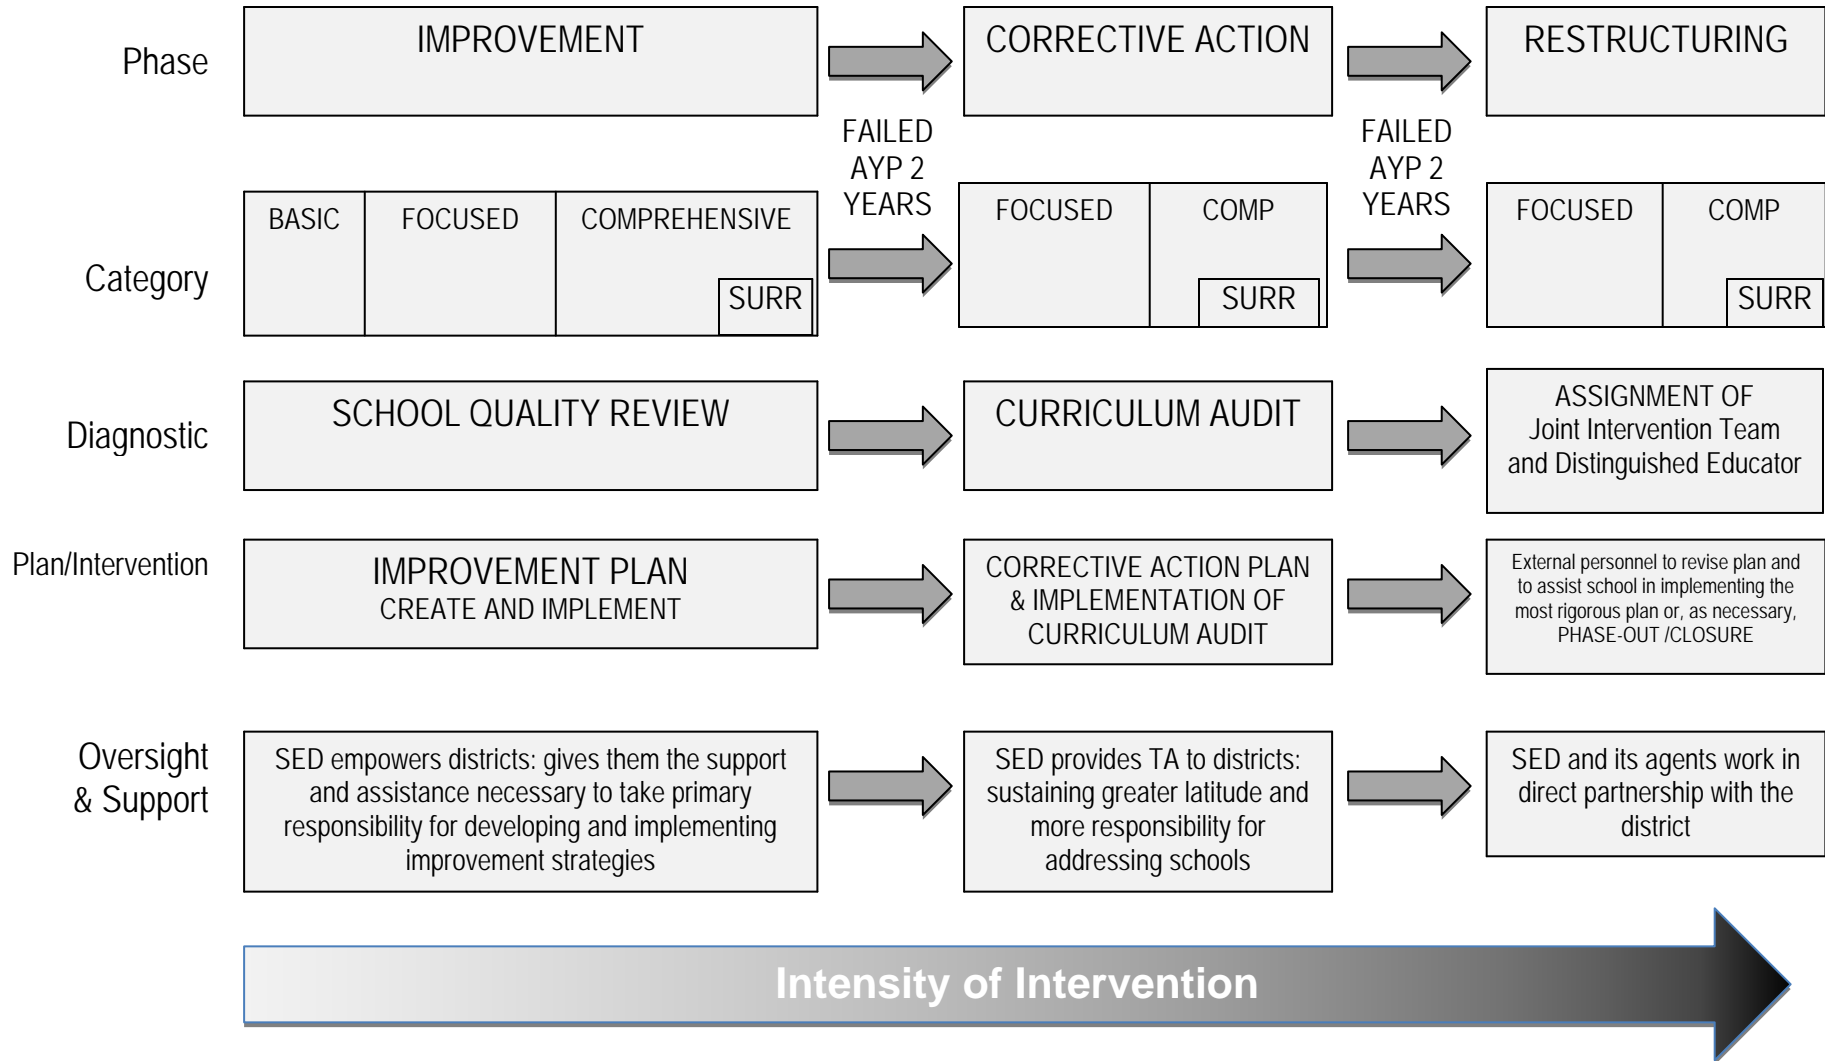 Phase
IMPROVEMENT
CORRECTIVE ACTION
RESTRUCTURING
FAILED
AYP 2
YEARS
FAILED
AYP 2
YEARS
Category
BASIC
FOCUSED
COMPREHENSIVE
SURR
FOCUSED
COMP
SURR
FOCUSED
COMP
SURR
Diagnostic
SCHOOL QUALITY REVIEW
CURRICULUM AUDIT
ASSIGNMENT OF
Joint Intervention Team
and Distinguished Educator
Plan/Intervention
IMPROVEMENT PLAN
CREATE AND IMPLEMENT
CORRECTIVE ACTION PLAN
& IMPLEMENTATION OF
CURRICULUM AUDIT
External personnel to revise plan and
to assist school in implementing the
most rigorous plan or, as necessary,
PHASE-OUT /CLOSURE
Oversight
& Support
SED empowers districts: gives them the support
and assistance necessary to take primary
responsibility for developing and implementing
improvement strategies
SED provides TA to districts:
sustaining greater latitude and
more responsibility for
addressing schools
SED and its agents work in
direct partnership with the
district
Intensity of Intervention